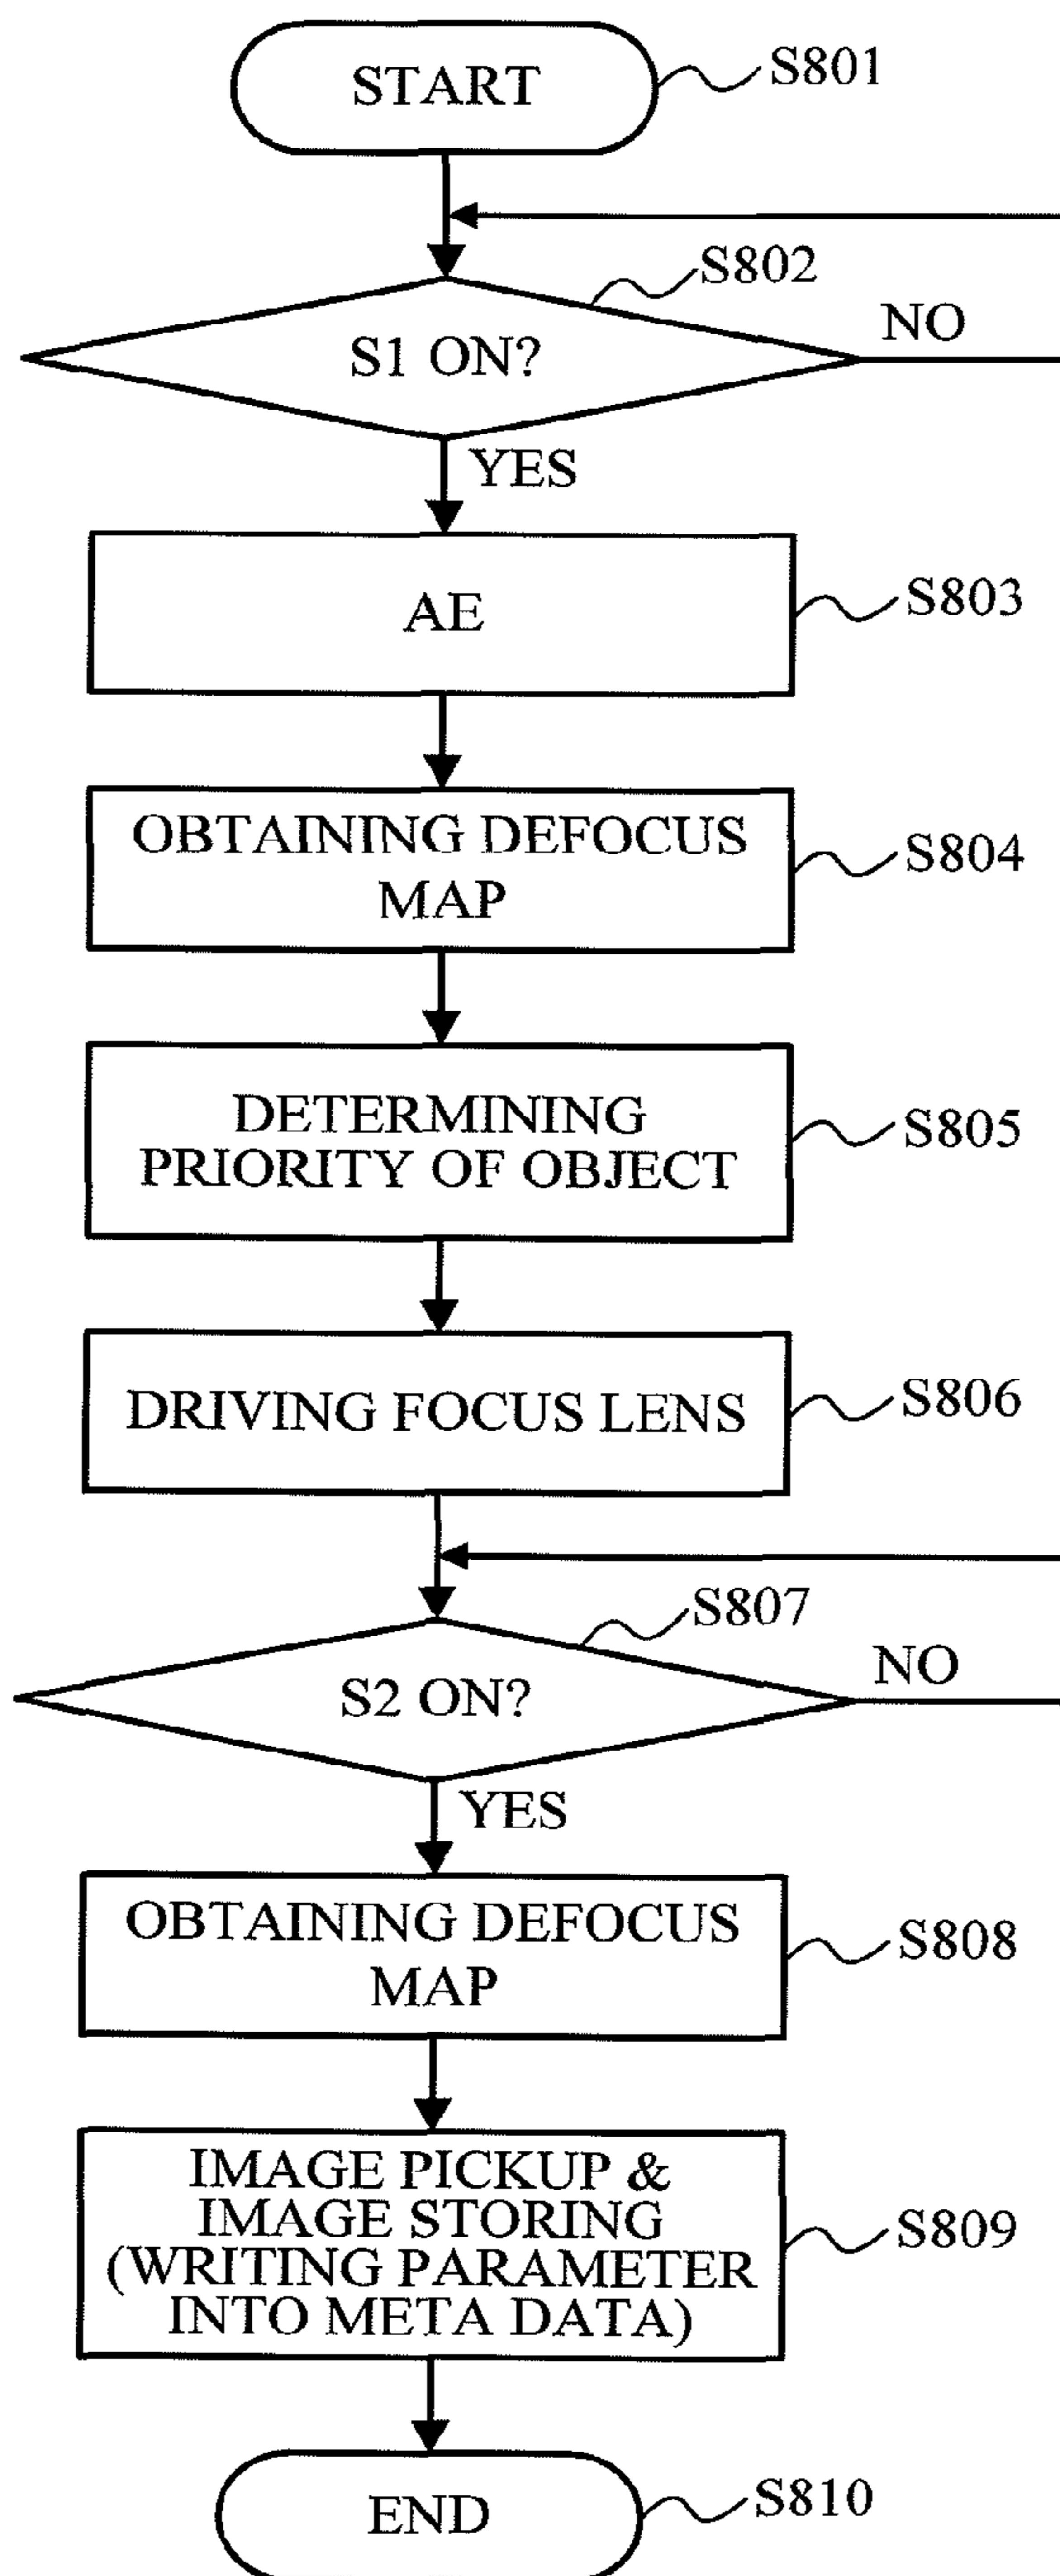 START
S801
S802
S1 ON?
NO
YES
AE
S803
OBTAINING DEFOCUS
MAP
S804
DETERMINING
PRIORITY OF OBJECT
S805
DRIVING FOCUS LENS
S806
S807
S2 ON?
NO
YES
OBTAINING DEFOCUS
MAP
S808
IMAGE PICKUP &
IMAGE STORING
(WRITING PARAMETER
INTO META DATA)
S809
END
S810